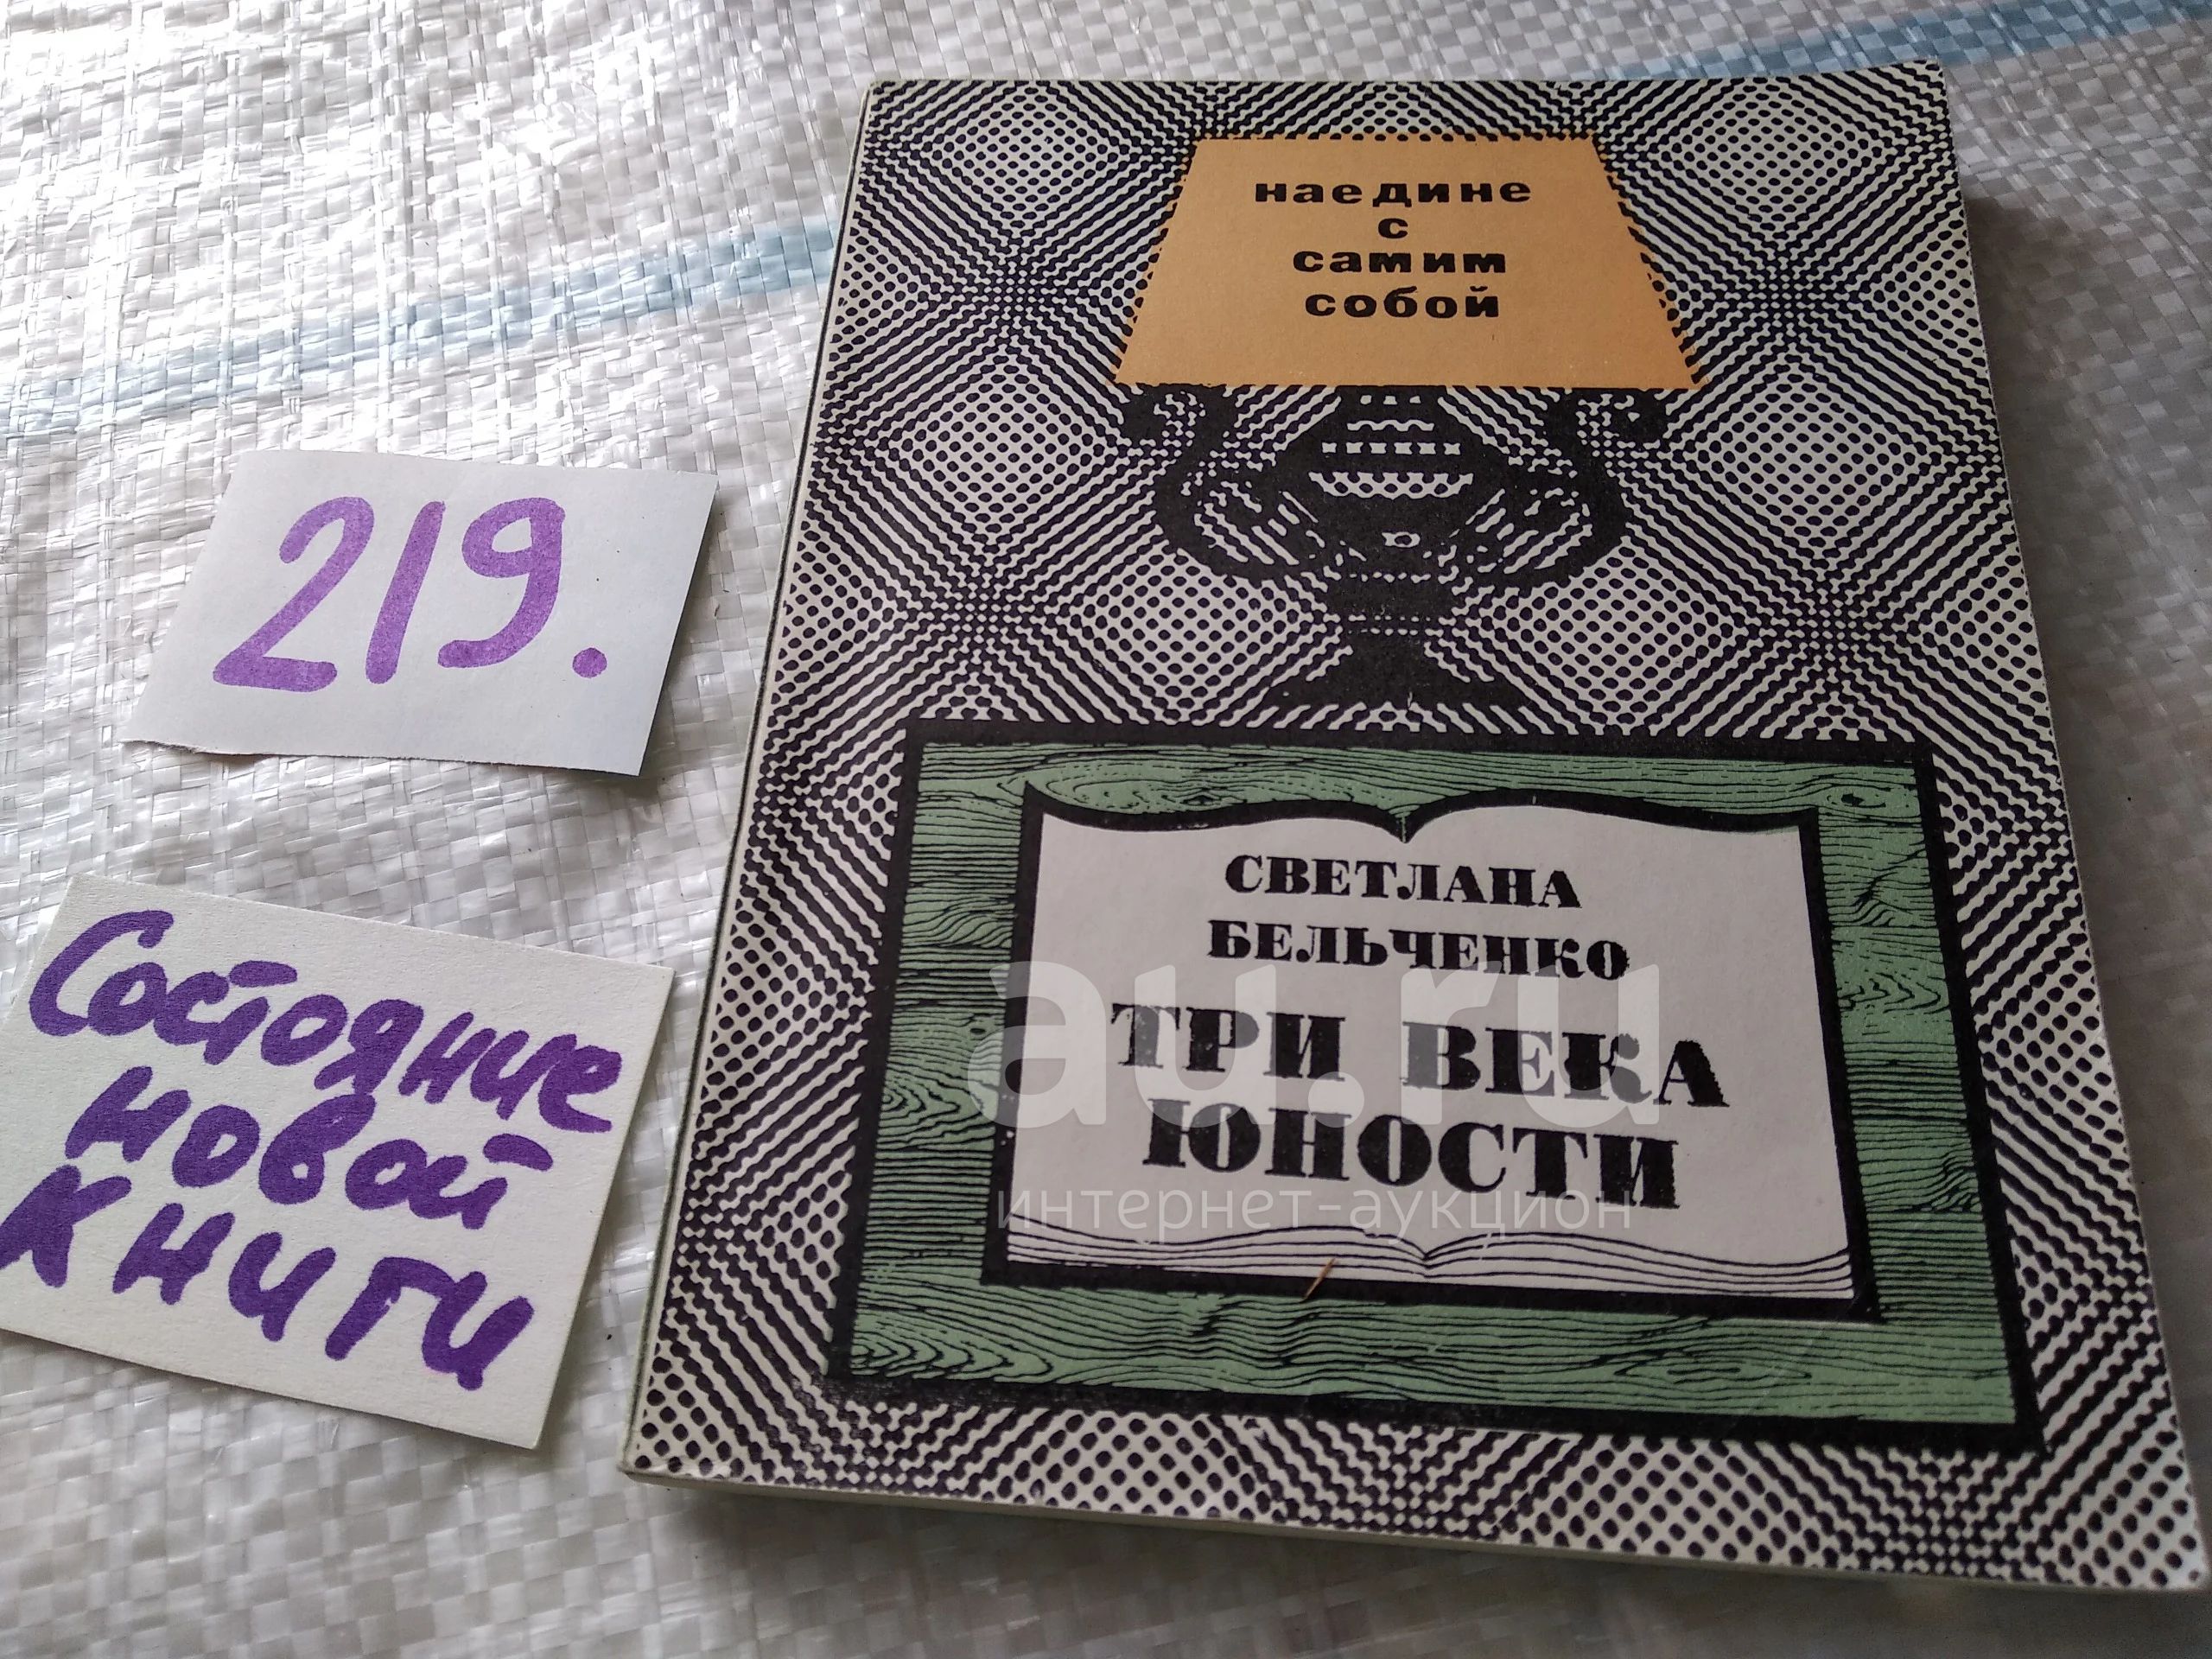 наедине
с
самим
собой
219.
Состояние
новой
книги
СВЕТЛАНА
БЕЛЬЧЕНКО
ТРИ ВЕКА
ЮНОСТИ
au.ru
интернет-аукцион